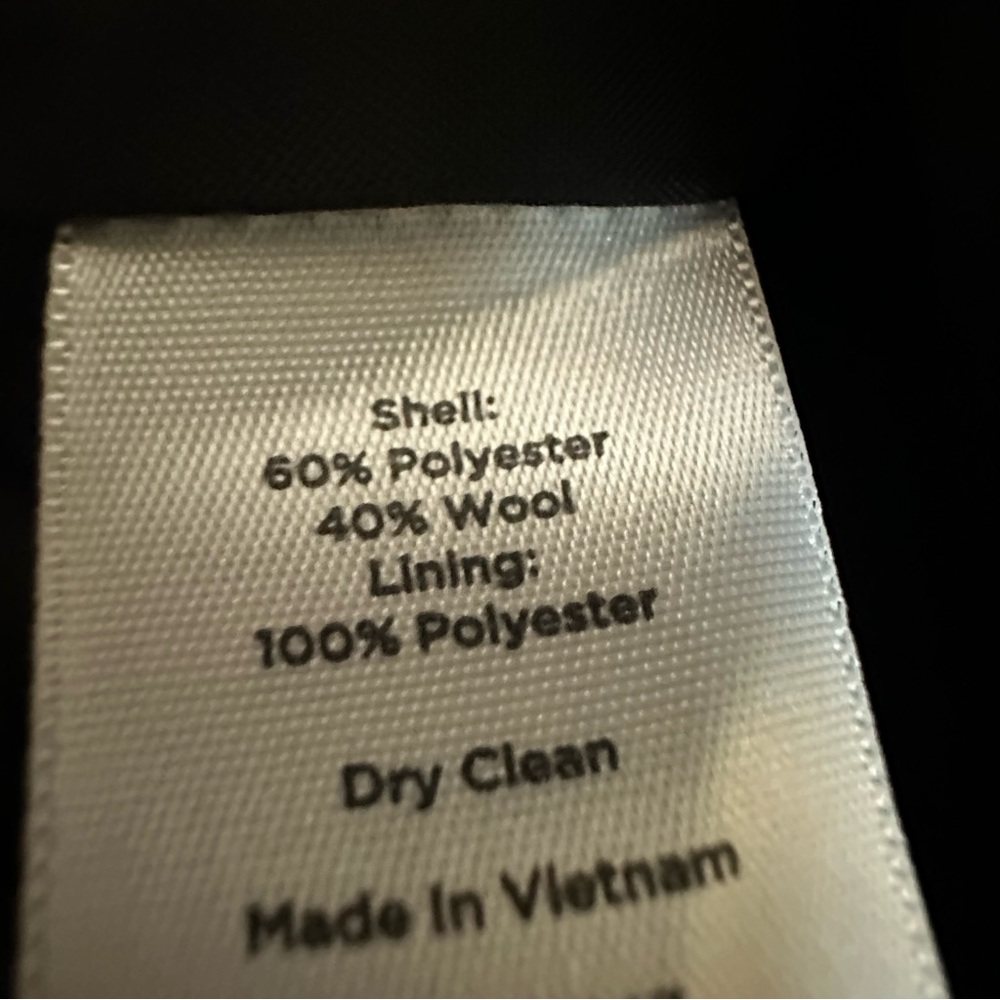 Shell:
60% Polyester
40% Wool
Lining:
100% Polyester
Dry Clean
Made In Vietnam